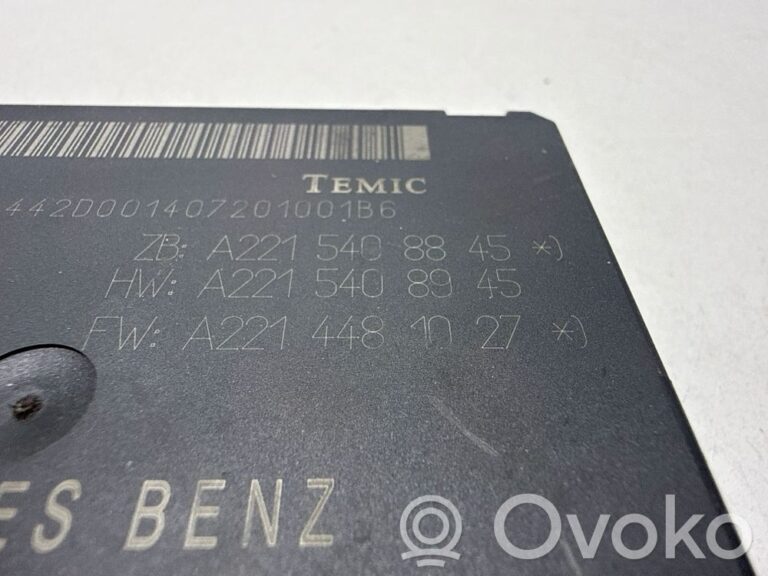 TEMIC
442D001407201001B6
ZB: A221 540 88 45 *)
HW: A221 540 89 45
FW: A221 448 10 27 *)
ES BENZ
Ovoko